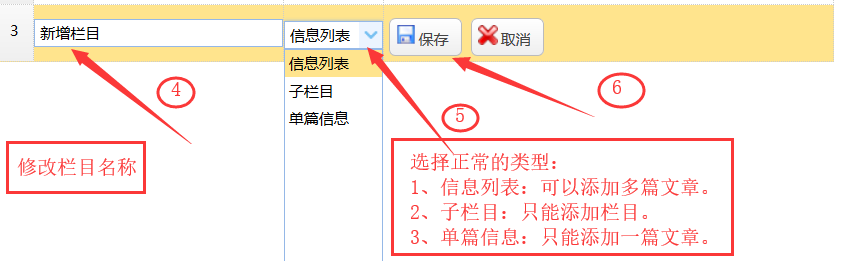 3
新增栏目
信息列表
保存
取消
信息列表
子栏目
单篇信息
4
5
6
修改栏目名称
选择正常的类型：
1、信息列表：可以添加多篇文章。
2、子栏目：只能添加栏目。
3、单篇信息：只能添加一篇文章。